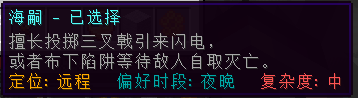 海嗣 - 已选择
擅长投掷三叉戟引来闪电，
或者布下陷阱等待敌人自取灭亡。
定位: 远程 偏好时段: 夜晚 复杂度: 中